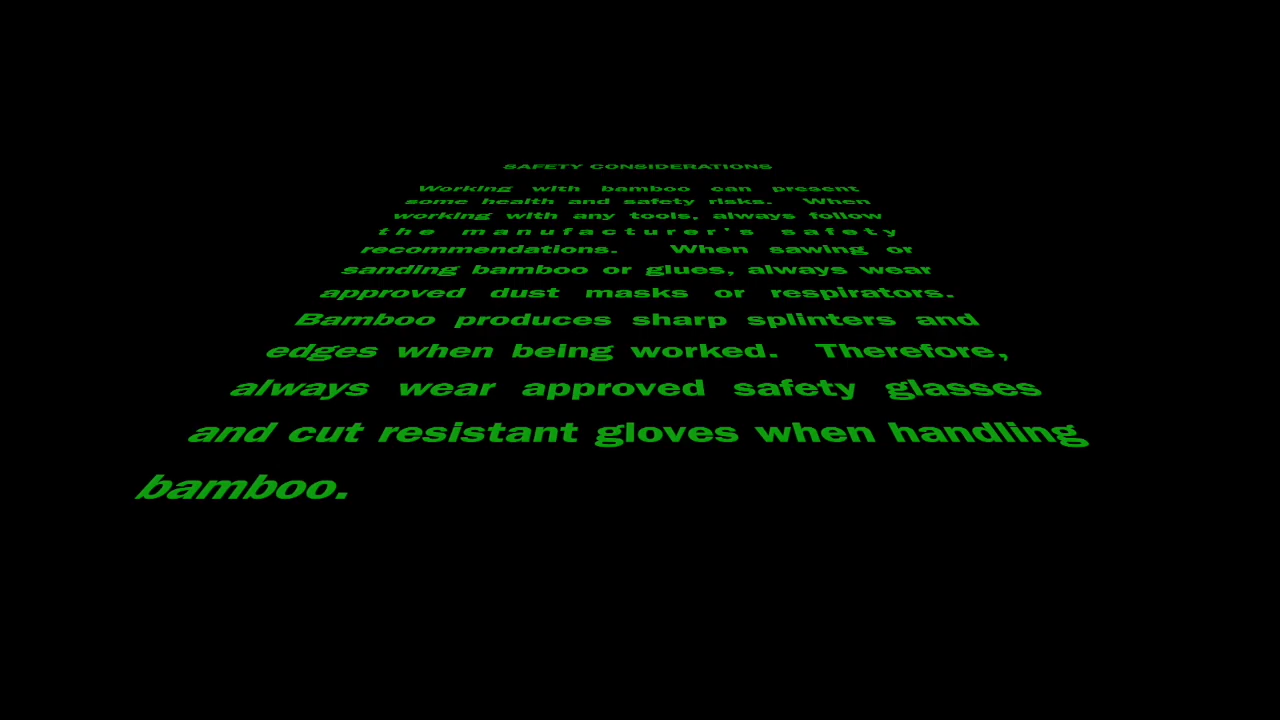 SAFETY CONSIDERATIONS
Working with bamboo can present
some health and safety risks. When
working with any tools, always follow
the manufacturer's safety
recommendations. When sawing or
sanding bamboo or glues, always wear
approved dust masks or respirators.
Bamboo produces sharp splinters and
edges when being worked. Therefore,
always wear approved safety glasses
and cut resistant gloves when handling
bamboo.